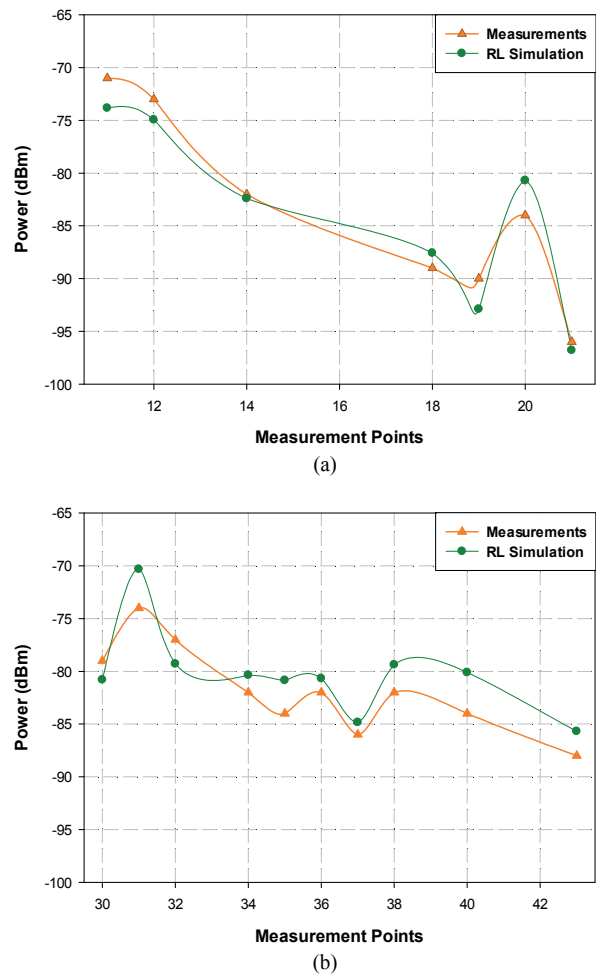 -65
-70
-75
-80
-85
-90
-95
-100
Power (dBm)
Measurements
RL Simulation
12 14 16 18 20
Measurement Points
(a)
-65
-70
-75
-80
-85
-90
-95
-100
Power (dBm)
Measurements
RL Simulation
30 32 34 36 38 40 42
Measurement Points
(b)